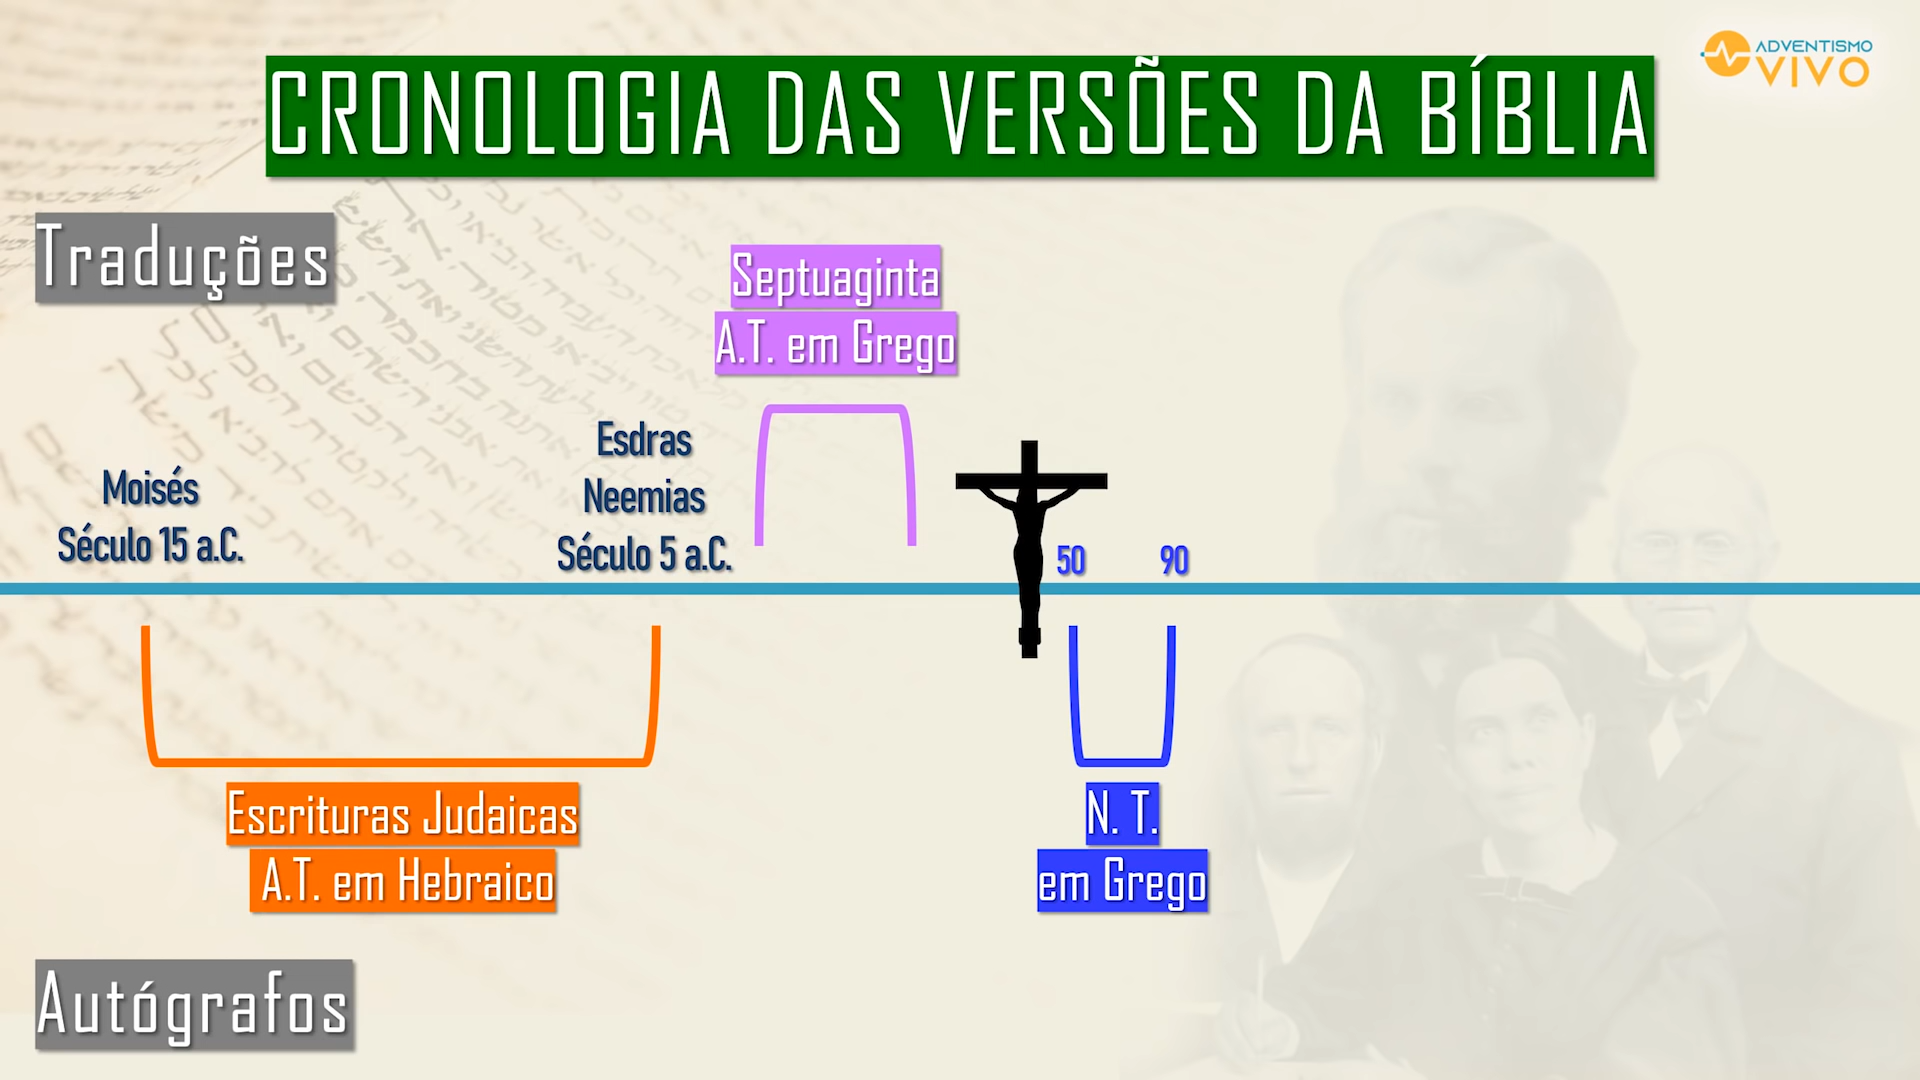 ADVENTISMO
VIVO
CRONOLOGIA DAS VERSÕES DA BÍBLIA
Traduções
Septuaginta
A.T. em Grego
Moisés
Século 15 a.C.
Esdras
Neemias
Século 5 a.C.
50
90
Escrituras Judaicas
A.T. em Hebraico
N. T.
em Grego
Autógrafos